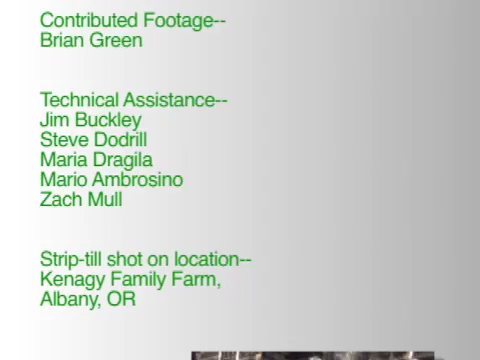 Contributed Footage--
Brian Green
Technical Assistance--
Jim Buckley
Steve Dodrill
Maria Dragila
Mario Ambrosino
Zach Mull
Strip-till shot on location--
Kenagy Family Farm,
Albany, OR